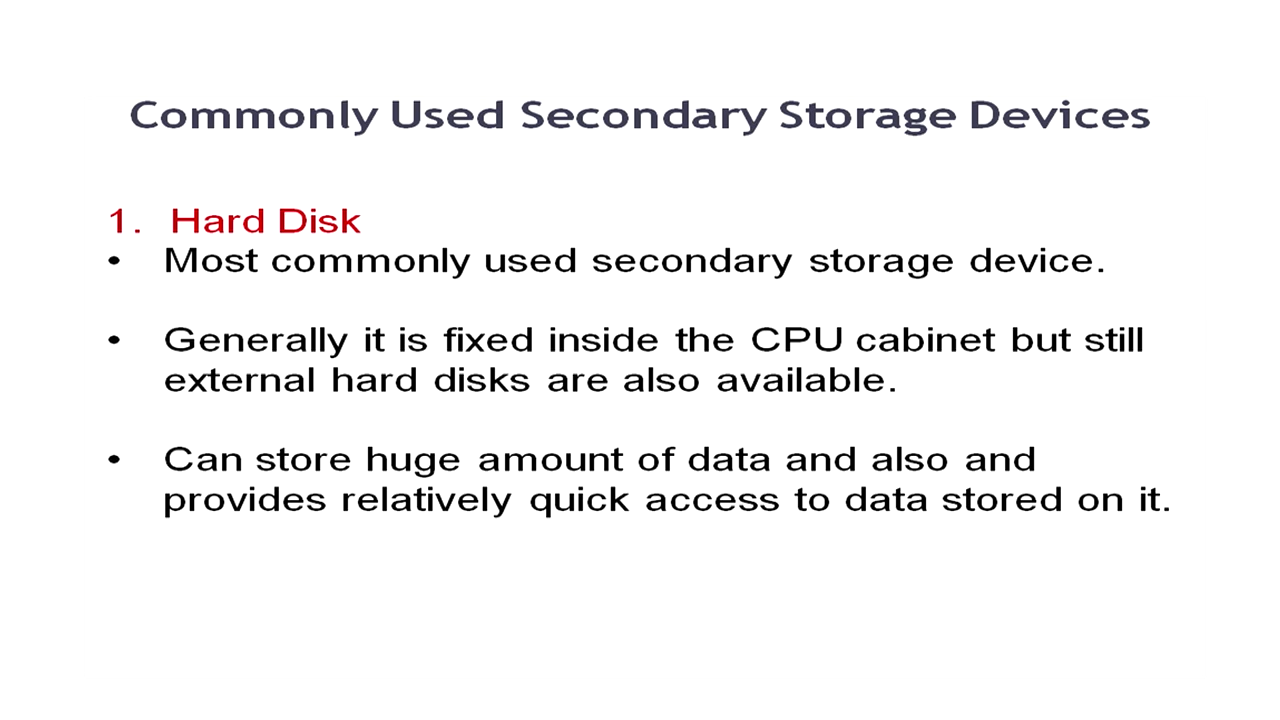 Commonly Used Secondary Storage Devices
1. Hard Disk
• Most commonly used secondary storage device.
• Generally it is fixed inside the CPU cabinet but still
external hard disks are also available.
• Can store huge amount of data and also and
provides relatively quick access to data stored on it.